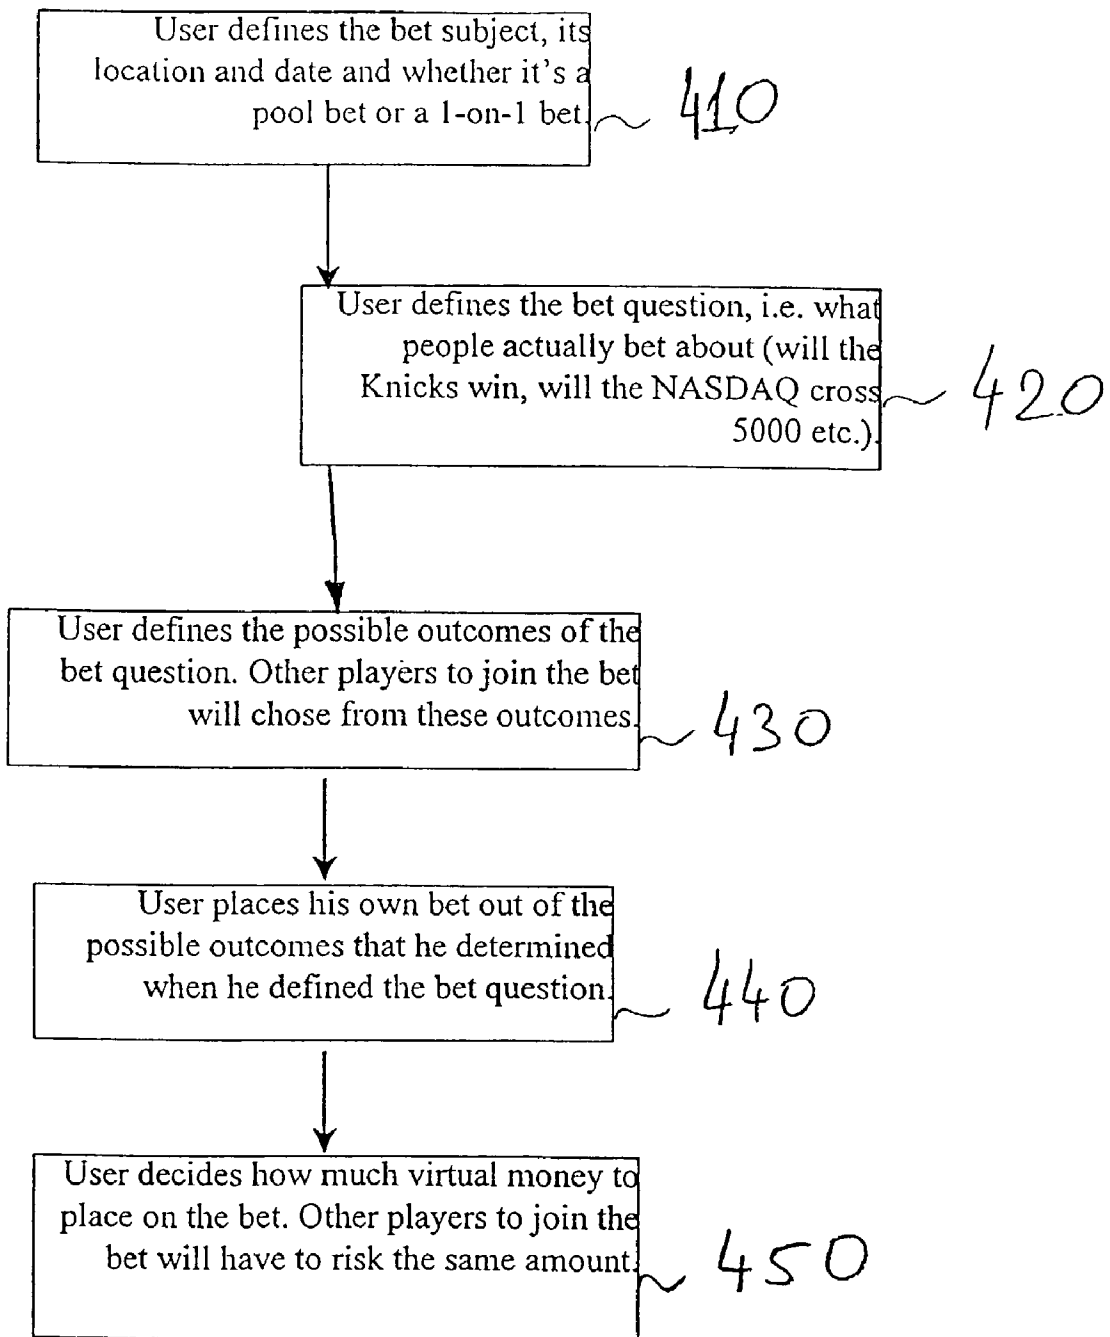 User defines the bet subject, its
location and date and whether it's a
pool bet or a 1-on-1 bet.
410
User defines the bet question, i.e. what
people actually bet about (will the
Knicks win, will the NASDAQ cross
5000 etc.).
420
User defines the possible outcomes of the
bet question. Other players to join the bet
will chose from these outcomes.
430
User places his own bet out of the
possible outcomes that he determined
when he defined the bet question.
440
User decides how much virtual money to
place on the bet. Other players to join the
bet will have to risk the same amount.
450